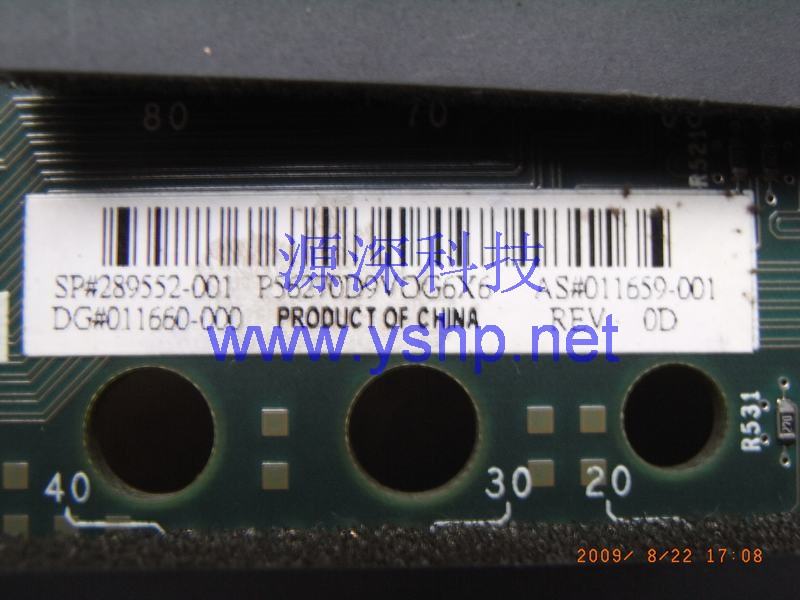 80 70
R521
源深科技
SP#289552-001 AS#011659-001
DG#011660-000 PRODUCT OF CHINA REV. 0D
www.yshp.net
R531
220
40 30 20
2009/ 8/22 17:08